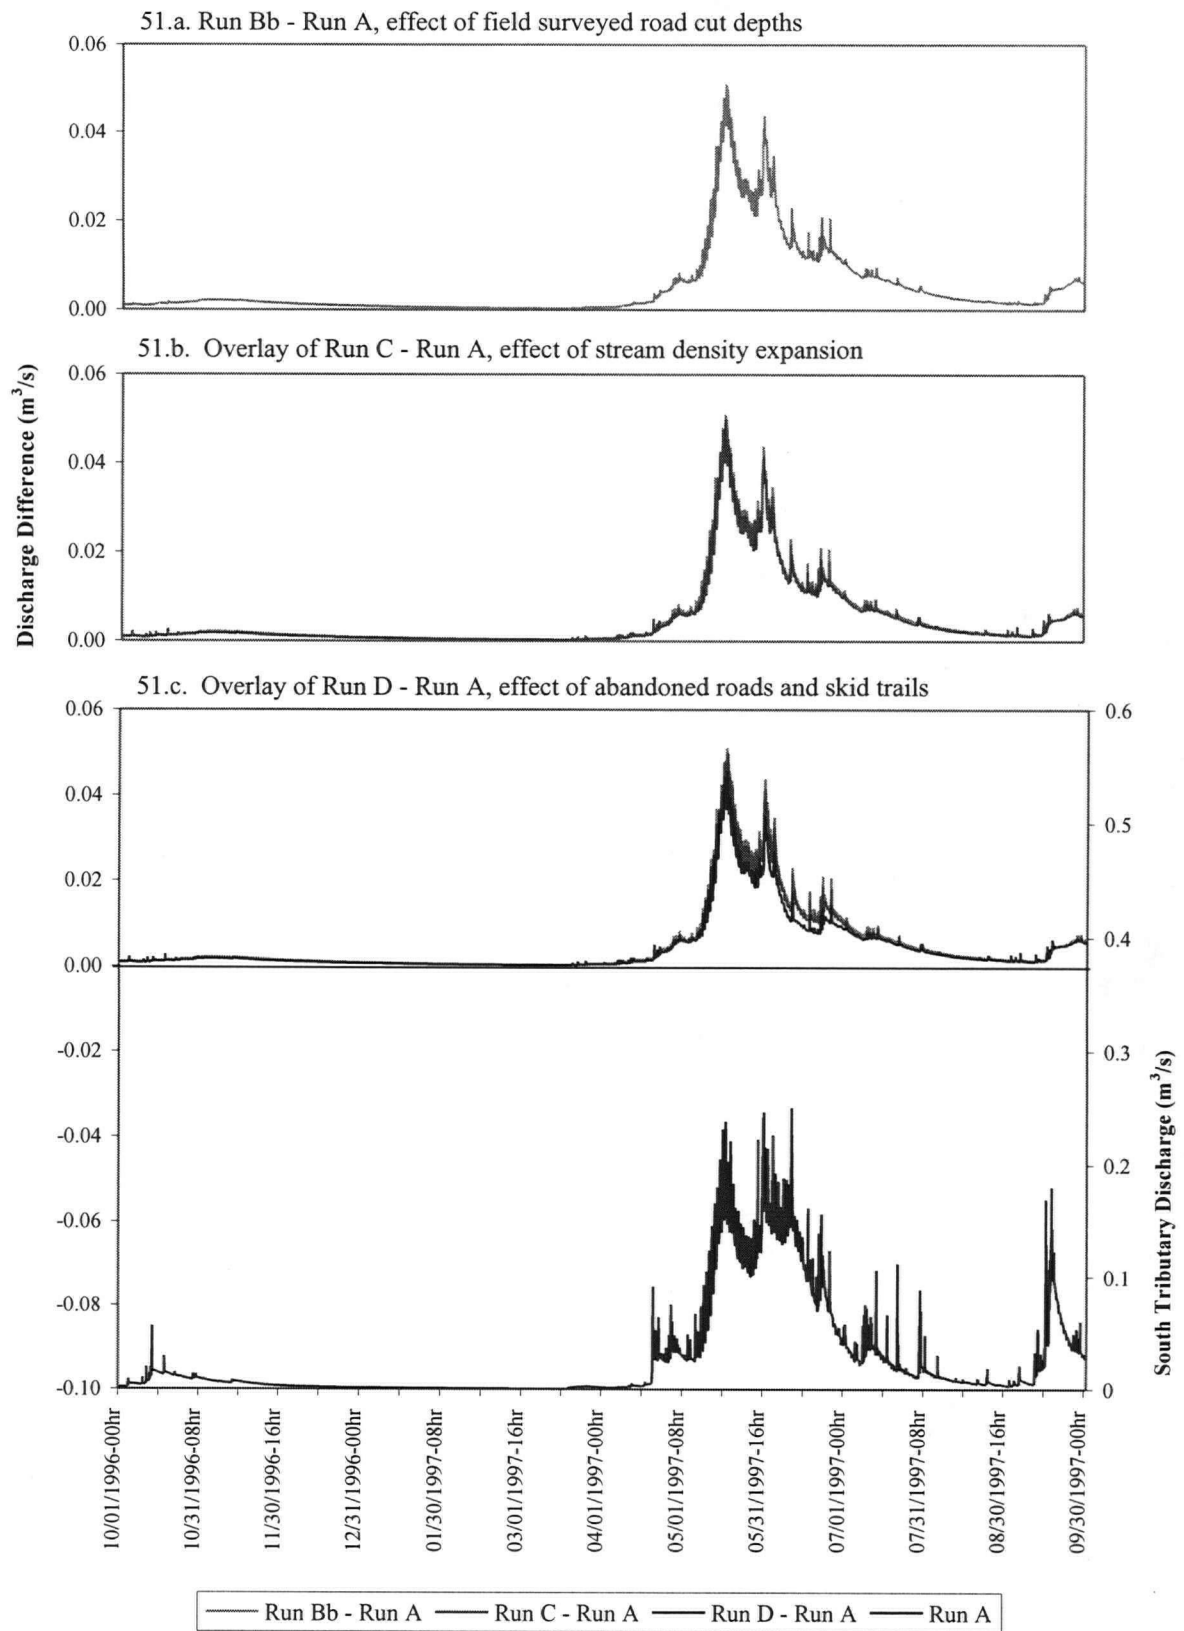 51.a. Run Bb - Run A, effect of field surveyed road cut depths
0.06
0.04
0.02
0.00
51.b. Overlay of Run C - Run A, effect of stream density expansion
0.06
0.04
0.02
0.00
Discharge Difference (m³/s)
51.c. Overlay of Run D - Run A, effect of abandoned roads and skid trails
0.06
0.04
0.02
0.00
-0.02
-0.04
-0.06
-0.08
-0.10
0.6
0.5
0.4
0.3
0.2
0.1
0
South Tributary Discharge (m³/s)
10/01/1996-00hr
10/31/1996-08hr
11/30/1996-16hr
12/31/1996-00hr
01/30/1997-08hr
03/01/1997-16hr
04/01/1997-00hr
05/01/1997-08hr
05/31/1997-16hr
07/01/1997-00hr
07/31/1997-08hr
08/30/1997-16hr
09/30/1997-00hr
Run Bb - Run A Run C - Run A Run D - Run A Run A